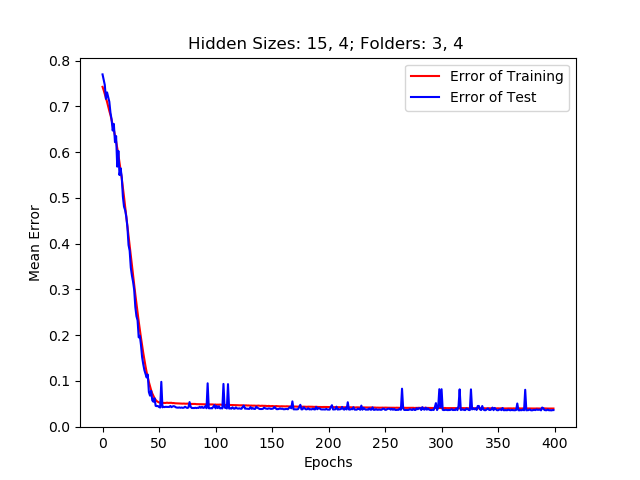 Hidden Sizes: 15, 4; Folders: 3, 4
Error of Training
Error of Test
Mean Error
0.8
0.7
0.6
0.5
0.4
0.3
0.2
0.1
0.0
0 50 100 150 200 250 300 350 400
Epochs